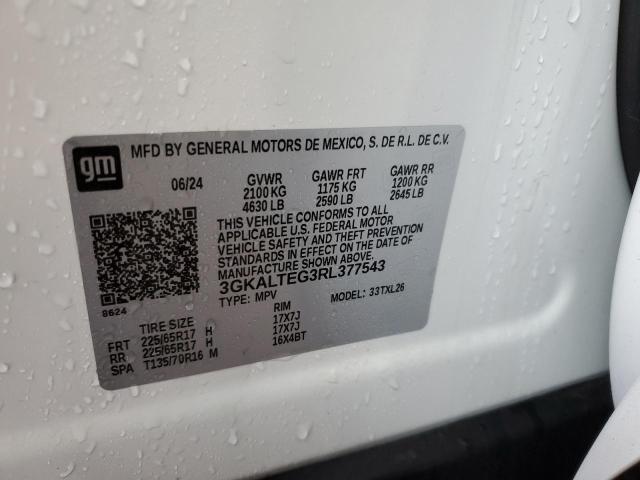 gm
MFD BY GENERAL MOTORS DE MEXICO, S. DE R.L. DE C.V.
06/24 GVWR GAWR FRT GAWR RR
2100 KG 1175 KG 1200 KG
4630 LB 2590 LB 2645 LB
THIS VEHICLE CONFORMS TO ALL
APPLICABLE U.S. FEDERAL MOTOR
VEHICLE SAFETY AND THEFT PREVENTION
STANDARDS IN EFFECT ON THE DATE OF
MANUFACTURE SHOWN ABOVE.
3GKALTEG3RL377543
8624 TYPE: MPV MODEL: 33TXL26
TIRE SIZE RIM
FRT 225/65R17 H 17X7J
RR 225/65R17 H 17X7J
SPA T135/70R16 M 16X4BT